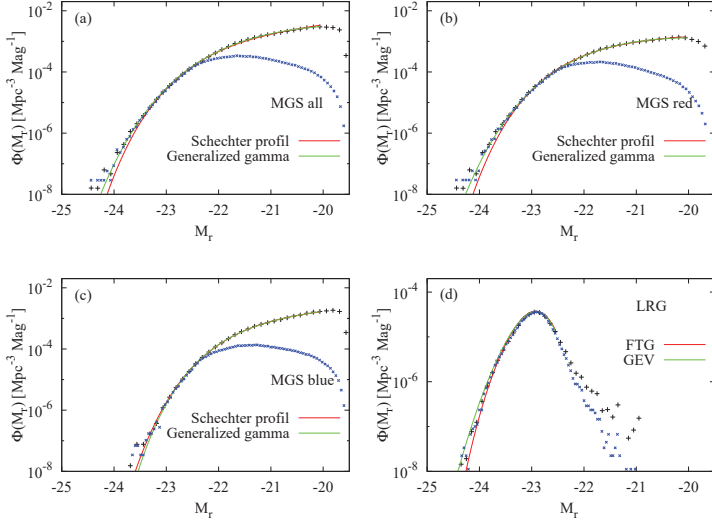 (a)
Φ(M_r) [Mpc⁻³ Mag⁻¹]
10⁻²
10⁻⁴
10⁻⁶
10⁻⁸
MGS all
Schechter profil
Generalized gamma
-25 -24 -23 -22 -21 -20
M_r
(b)
Φ(M_r) [Mpc⁻³ Mag⁻¹]
10⁻²
10⁻⁴
10⁻⁶
10⁻⁸
MGS red
Schechter profil
Generalized gamma
-25 -24 -23 -22 -21 -20
M_r
(c)
Φ(M_r) [Mpc⁻³ Mag⁻¹]
10⁻²
10⁻⁴
10⁻⁶
10⁻⁸
MGS blue
Schechter profil
Generalized gamma
-25 -24 -23 -22 -21 -20
M_r
(d)
Φ(M_r) [Mpc⁻³ Mag⁻¹]
10⁻⁴
10⁻⁶
10⁻⁸
LRG
FTG
GEV
-25 -24 -23 -22 -21 -20
M_r